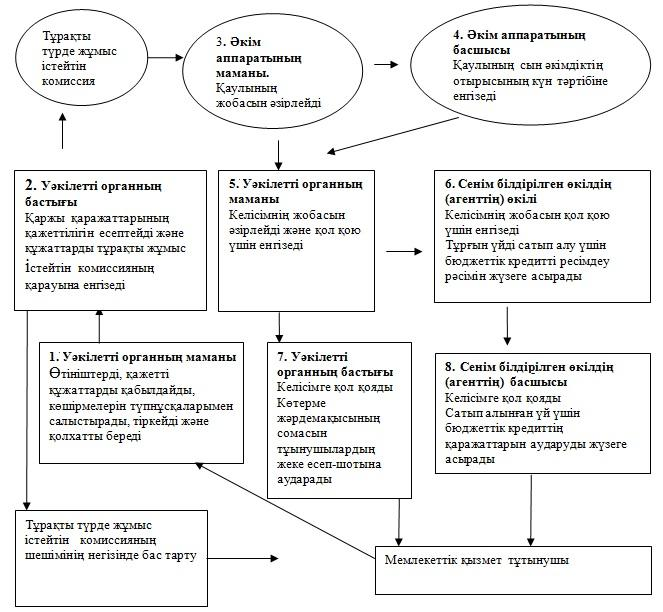 Тұрақты
түрде жұмыс
істейтін
комиссия
3. Әкім
аппаратының
маманы.
Қаулының
жобасын әзірлейді
4. Әкім аппаратының
басшысы
Қаулының сын әкімдіктің
отырысының күн тәртібіне
енгізеді
2. Уәкілетті органның
бастығы
Қаржы қаражаттарының
қажеттілігін есептейді және
құжаттарды тұрақты жұмыс
істейтін комиссияның
қарауына енгізеді
5. Уәкілетті органның
маманы
Келісімнің жобасын
әзірлейді және қол қою
үшін енгізеді
6. Сенім білдірілген өкілдің
(агенттің) өкілі
Келісімнің жобасын қол қою
үшін енгізеді
Тұрғын үйді сатып алу үшін
бюджеттік кредитті ресімдеу
рәсімін жүзеге асырады
1. Уәкілетті органның маманы
Өтініштерді, қажетті
құжаттарды қабылдайды,
көшірмелерін түпнұсқаларымен
салыстырады, тіркейді және
қолхатты береді
7. Уәкілетті
органның бастығы
Келісімге қол қояды
Көтерме
жәрдемақысының
сомасын
тұынушылардың
жеке есеп-шотына
аударады
8. Сенім білдірілген өкілдің
(агенттің) басшысы
Келісімге қол қояды
Сатып алынған үй үшін
бюджеттік кредиттің
қаражаттарын аударуды жүзеге
асырады
Тұрақты түрде жұмыс
істейтін комиссияның
шешімінің негізінде бас тарту
Мемлекеттік қызмет тұтынушы